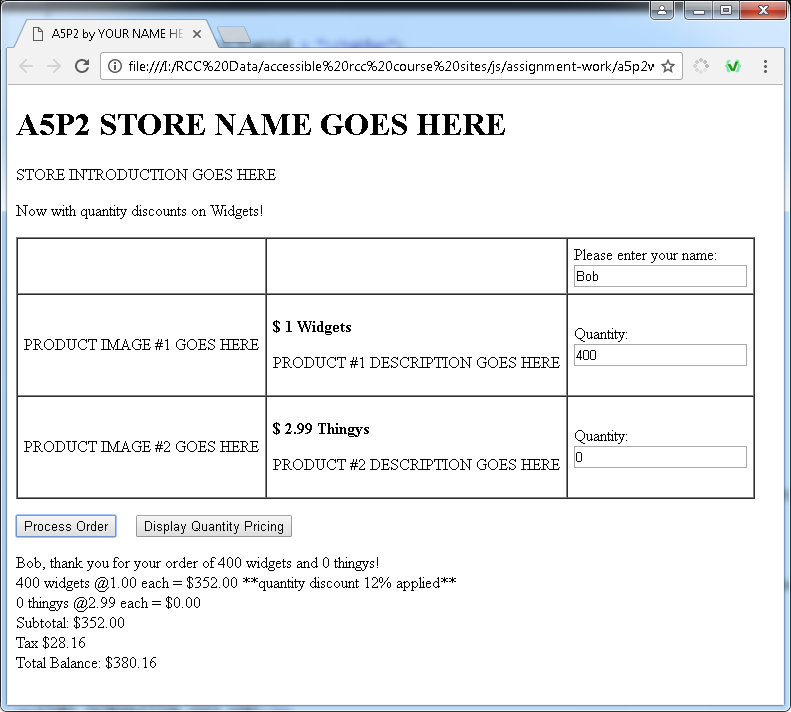 A5P2 by YOUR NAME HE
file:///I:/RCC%20Data/accessible%20rcc%20course%20sites/js/assignment-work/a5p2w
A5P2 STORE NAME GOES HERE
STORE INTRODUCTION GOES HERE
Now with quantity discounts on Widgets!
Please enter your name:
Bob
PRODUCT IMAGE #1 GOES HERE
$ 1 Widgets
PRODUCT #1 DESCRIPTION GOES HERE
Quantity:
400
PRODUCT IMAGE #2 GOES HERE
$ 2.99 Thingys
PRODUCT #2 DESCRIPTION GOES HERE
Quantity:
0
Process Order
Display Quantity Pricing
Bob, thank you for your order of 400 widgets and 0 thingys!
400 widgets @1.00 each = $352.00 **quantity discount 12% applied**
0 thingys @2.99 each = $0.00
Subtotal: $352.00
Tax $28.16
Total Balance: $380.16